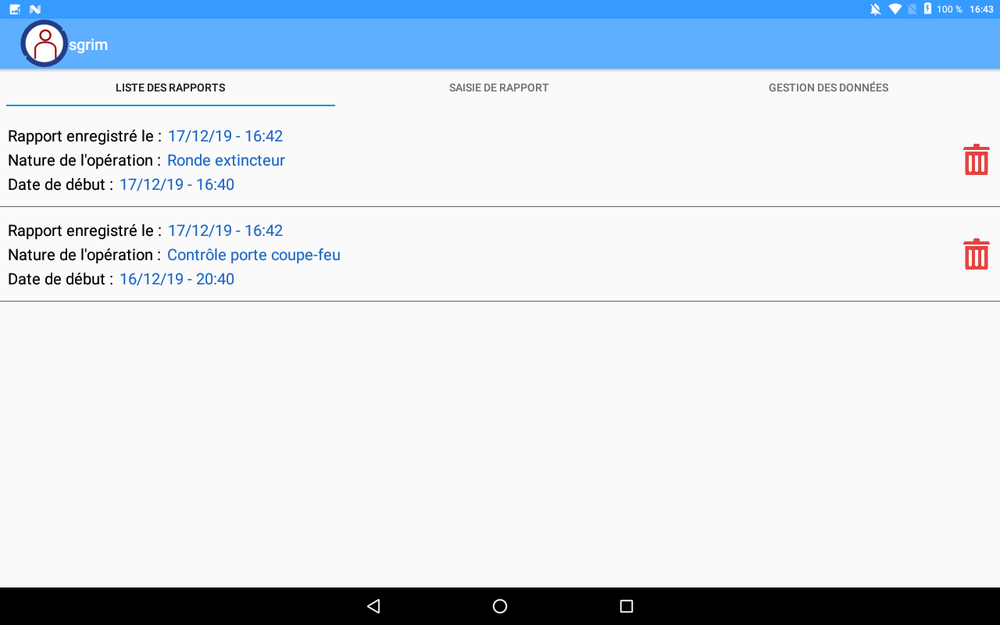 100 % 16:43
sgrim
LISTE DES RAPPORTS SAISIE DE RAPPORT GESTION DES DONNÉES
Rapport enregistré le : 17/12/19 - 16:42
Nature de l'opération : Ronde extincteur
Date de début : 17/12/19 - 16:40
Rapport enregistré le : 17/12/19 - 16:42
Nature de l'opération : Contrôle porte coupe-feu
Date de début : 16/12/19 - 20:40